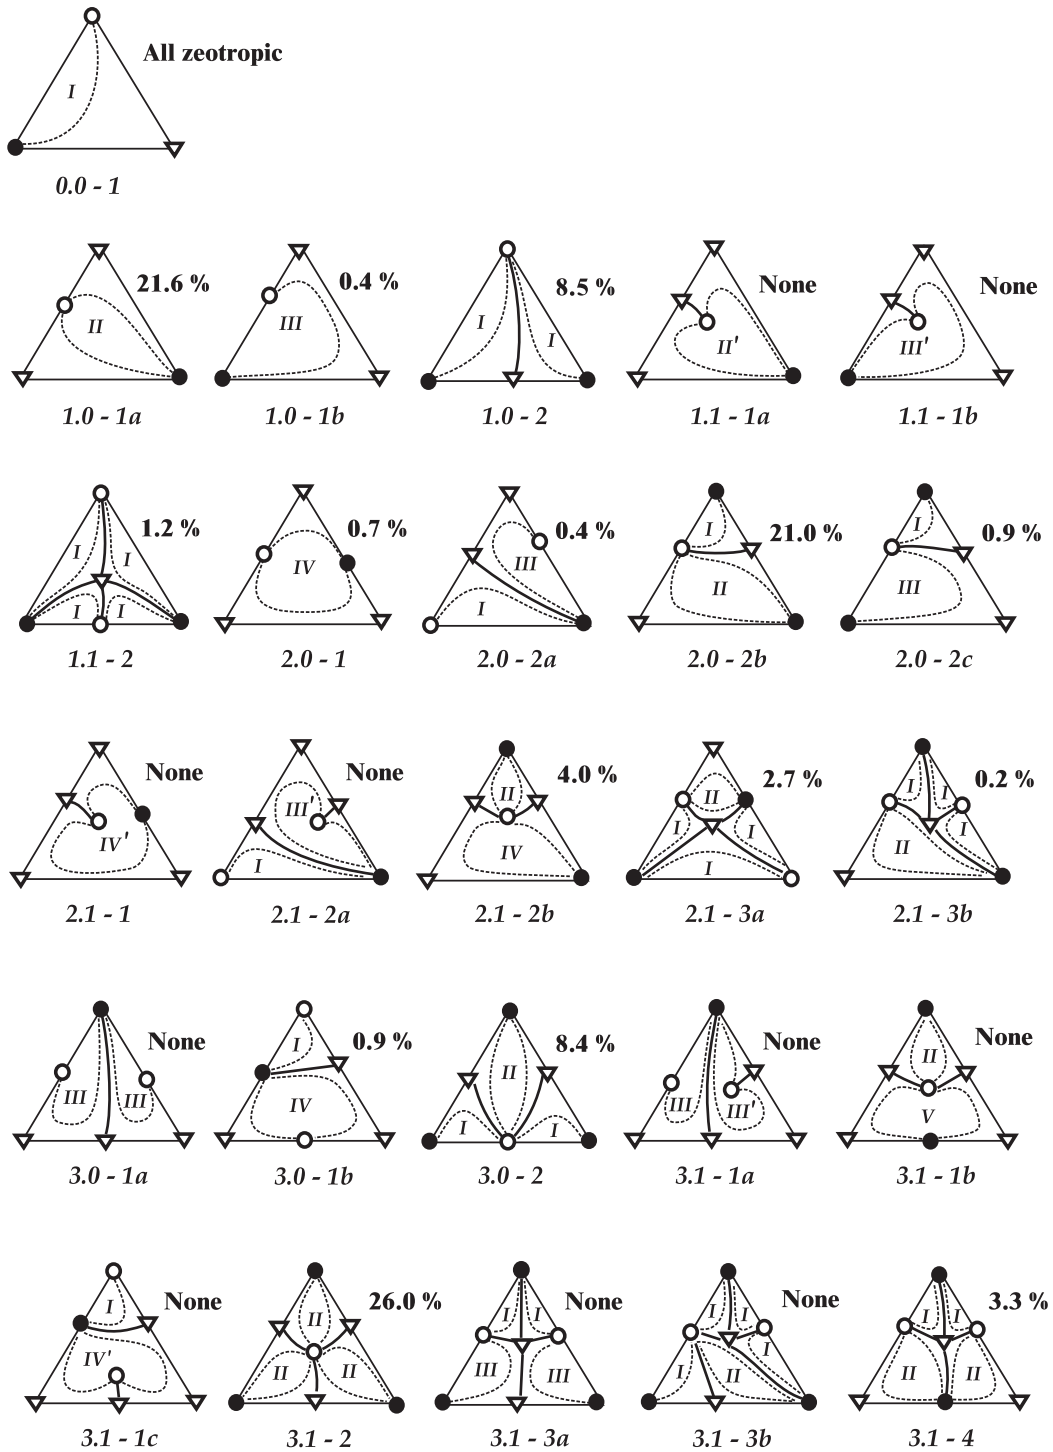 All zeotropic
I
0.0 - 1
21.6 %
0.4 %
8.5 %
None
None
II
III
I
I
II'
III'
1.0 - 1a
1.0 - 1b
1.0 - 2
1.1 - 1a
1.1 - 1b
1.2 %
0.7 %
0.4 %
21.0 %
0.9 %
I
I
I
I
IV
III
I
I
II
I
III
1.1 - 2
2.0 - 1
2.0 - 2a
2.0 - 2b
2.0 - 2c
None
None
4.0 %
2.7 %
0.2 %
IV'
III'
I
II
IV
II
I
I
I
I
I
I
II
2.1 - 1
2.1 - 2a
2.1 - 2b
2.1 - 3a
2.1 - 3b
None
0.9 %
8.4 %
None
None
III
III
I
IV
II
I
I
III
III'
II
V
3.0 - 1a
3.0 - 1b
3.0 - 2
3.1 - 1a
3.1 - 1b
None
26.0 %
None
None
3.3 %
I
IV'
II
II
II
I
I
III
III
I
I
I
I
II
I
I
II
II
3.1 - 1c
3.1 - 2
3.1 - 3a
3.1 - 3b
3.1 - 4